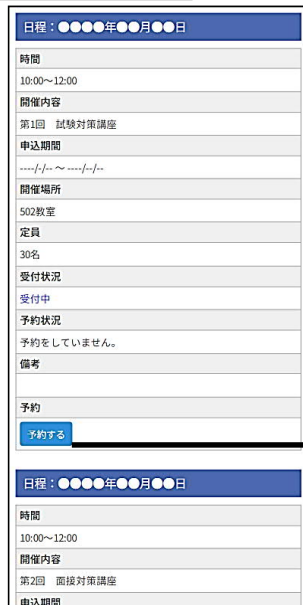 日程：●●●●年●●月●●日
時間
10:00～12:00
開催内容
第1回　試験対策講座
申込期間
----/-/-- ～ ----/--/--
開催場所
502教室
定員
30名
受付状況
受付中
予約状況
予約をしていません。
備考
予約
予約する
日程：●●●●年●●月●●日
時間
10:00～12:00
開催内容
第2回　面接対策講座
申込期間